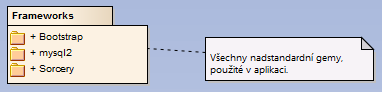 Frameworks
+ Bootstrap
+ mysql2
+ Sorcery
Všechny nadstandardní gemy,
použité v aplikaci.